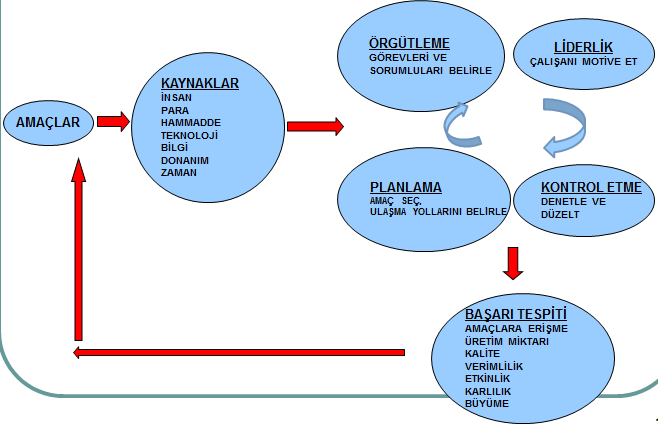 AMAÇLAR
KAYNAKLAR
İNSAN
PARA
HAMMADDE
TEKNOLOJİ
BİLGİ
DONANIM
ZAMAN
ÖRGÜTLEME
GÖREVLERİ VE
SORUMLULARI BELİRLE
LİDERLİK
ÇALIŞANI MOTİVE ET
PLANLAMA
AMAÇ SEÇ,
ULAŞMA YOLLARINI BELİRLE
KONTROL ETME
DENETLE VE
DÜZELT
BAŞARI TESPİTİ
AMAÇLARA ERİŞME
ÜRETİM MİKTARI
KALİTE
VERİMLİLİK
ETKİNLİK
KARLILIK
BÜYÜME